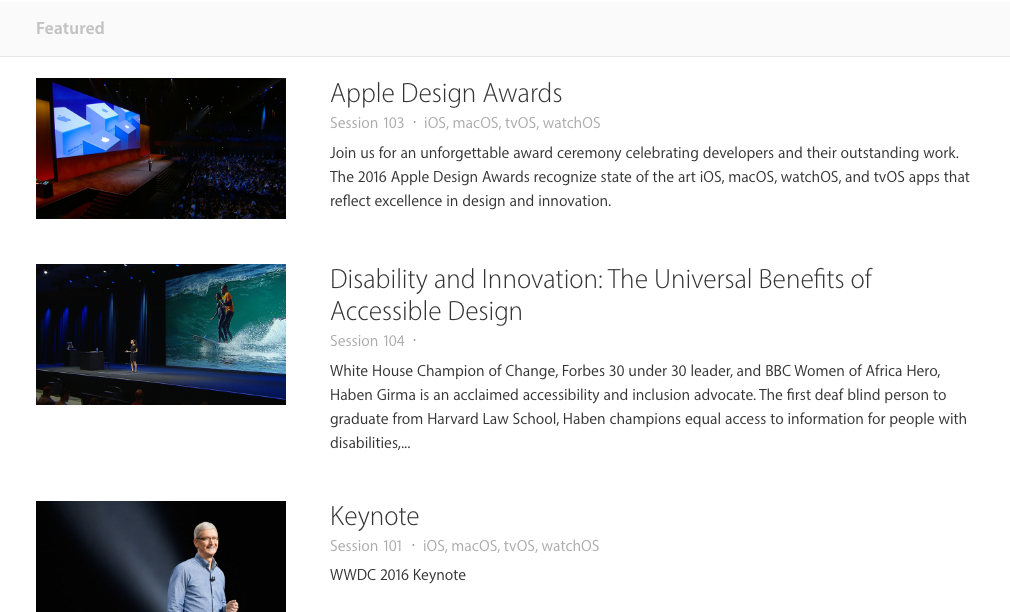 Featured
Apple Design Awards
Session 103 · iOS, macOS, tvOS, watchOS
Join us for an unforgettable award ceremony celebrating developers and their outstanding work.
The 2016 Apple Design Awards recognize state of the art iOS, macOS, watchOS, and tvOS apps that
reflect excellence in design and innovation.
Disability and Innovation: The Universal Benefits of
Accessible Design
Session 104 ·
White House Champion of Change, Forbes 30 under 30 leader, and BBC Women of Africa Hero,
Haben Girma is an acclaimed accessibility and inclusion advocate. The first deaf blind person to
graduate from Harvard Law School, Haben champions equal access to information for people with
disabilities,...
Keynote
Session 101 · iOS, macOS, tvOS, watchOS
WWDC 2016 Keynote